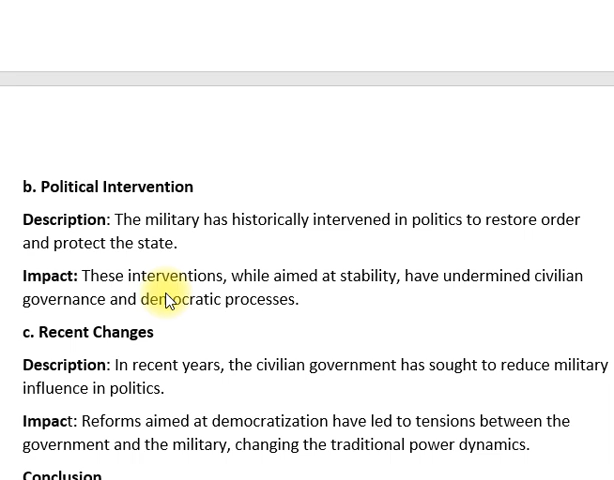 b. Political Intervention
Description: The military has historically intervened in politics to restore order
and protect the state.
Impact: These interventions, while aimed at stability, have undermined civilian
governance and democratic processes.
c. Recent Changes
Description: In recent years, the civilian government has sought to reduce military
influence in politics.
Impact: Reforms aimed at democratization have led to tensions between the
government and the military, changing the traditional power dynamics.
Conclusion